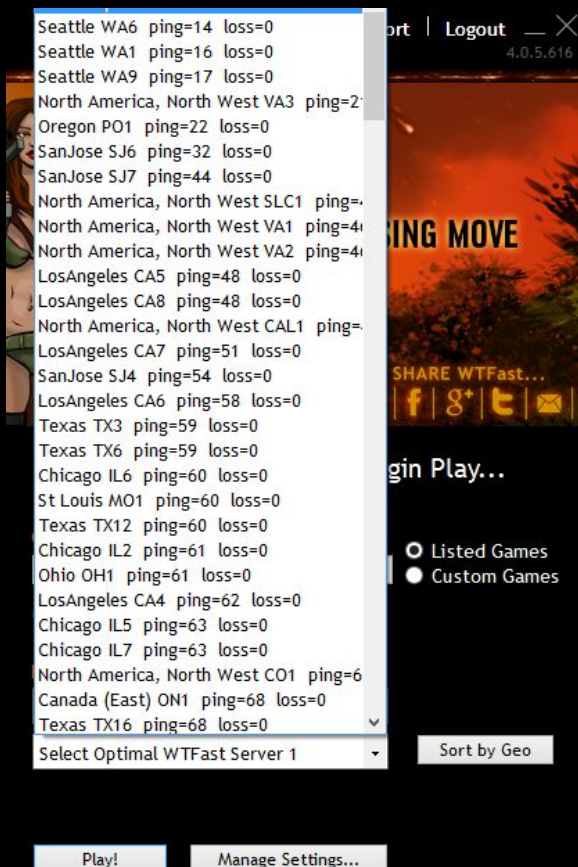 Logout
4.0.5.616
Seattle WA6 ping=14 loss=0
Seattle WA1 ping=16 loss=0
Seattle WA9 ping=17 loss=0
North America, North West VA3 ping=2
Oregon PO1 ping=22 loss=0
SanJose SJ6 ping=32 loss=0
SanJose SJ7 ping=44 loss=0
North America, North West SLC1 ping=
North America, North West VA1 ping=4
North America, North West VA2 ping=4
LosAngeles CA5 ping=48 loss=0
LosAngeles CA8 ping=48 loss=0
North America, North West CAL1 ping=
LosAngeles CA7 ping=51 loss=0
SanJose SJ4 ping=54 loss=0
LosAngeles CA6 ping=58 loss=0
Texas TX3 ping=59 loss=0
Texas TX6 ping=59 loss=0
Chicago IL6 ping=60 loss=0
St Louis MO1 ping=60 loss=0
Texas TX12 ping=60 loss=0
Chicago IL2 ping=61 loss=0
Ohio OH1 ping=61 loss=0
LosAngeles CA4 ping=62 loss=0
Chicago IL5 ping=63 loss=0
Chicago IL7 ping=63 loss=0
North America, North West CO1 ping=6
Canada (East) ON1 ping=68 loss=0
Texas TX16 ping=68 loss=0
Select Optimal WTFast Server 1
ING MOVE
SHARE WTFast...
f g+ t
gin Play...
Listed Games
Custom Games
Sort by Geo
Play!
Manage Settings...